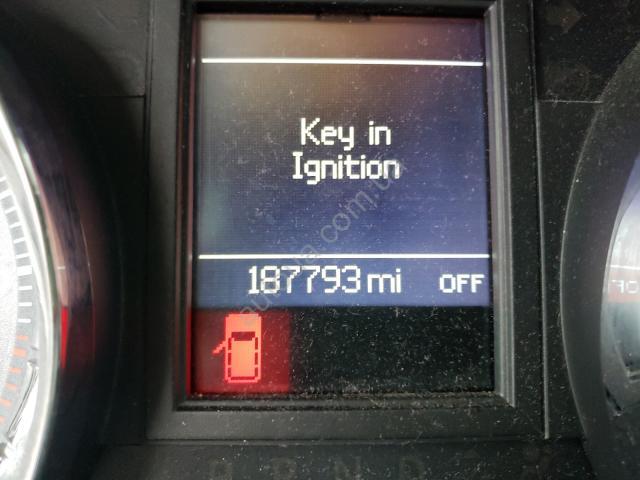 Key in
Ignition
187793 mi OFF
P R N D